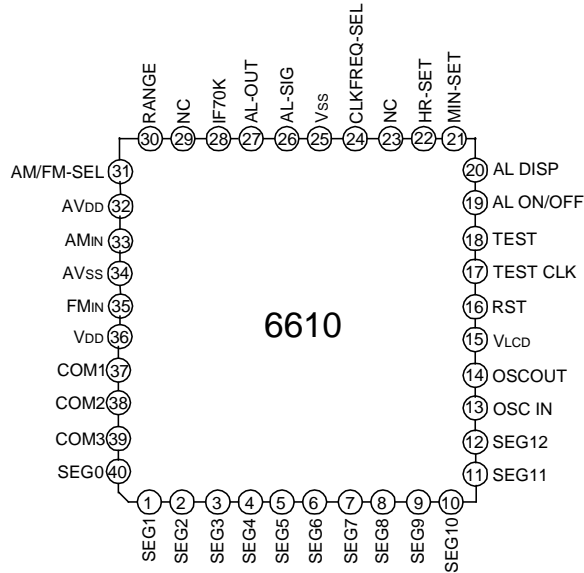 RANGE
NC
IF70K
AL-OUT
AL-SIG
Vss
CLKFREQ-SEL
NC
HR-SET
MIN-SET
30
29
28
27
26
25
24
23
22
21
AM/FM-SEL 31
AVDD 32
AMIN 33
AVss 34
FMIN 35
VDD 36
COM1 37
COM2 38
COM3 39
SEG0 40
6610
20 AL DISP
19 AL ON/OFF
18 TEST
17 TEST CLK
16 RST
15 VLCD
14 OSCOUT
13 OSC IN
12 SEG12
11 SEG11
1
2
3
4
5
6
7
8
9
10
SEG1
SEG2
SEG3
SEG4
SEG5
SEG6
SEG7
SEG8
SEG9
SEG10